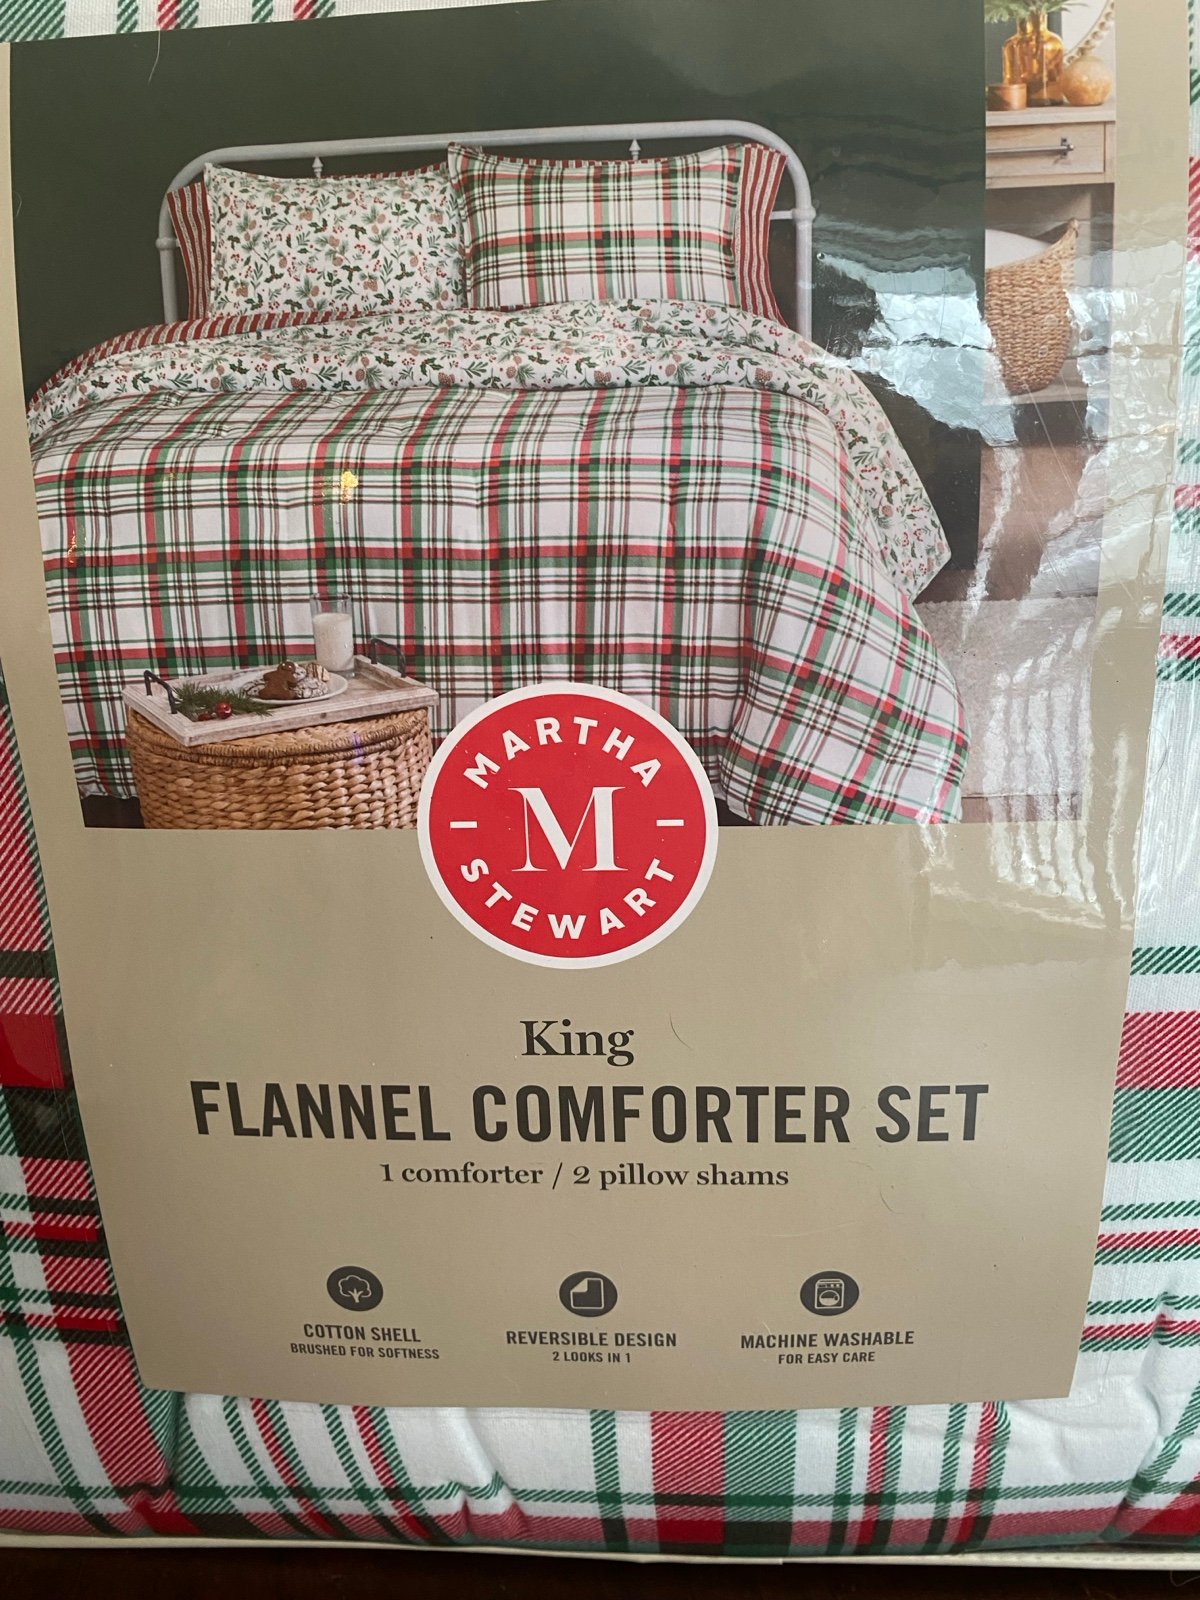 MARTHA
M
STEWART
King
FLANNEL COMFORTER SET
1 comforter / 2 pillow shams
COTTON SHELL
BRUSHED FOR SOFTNESS
REVERSIBLE DESIGN
2 LOOKS IN 1
MACHINE WASHABLE
FOR EASY CARE